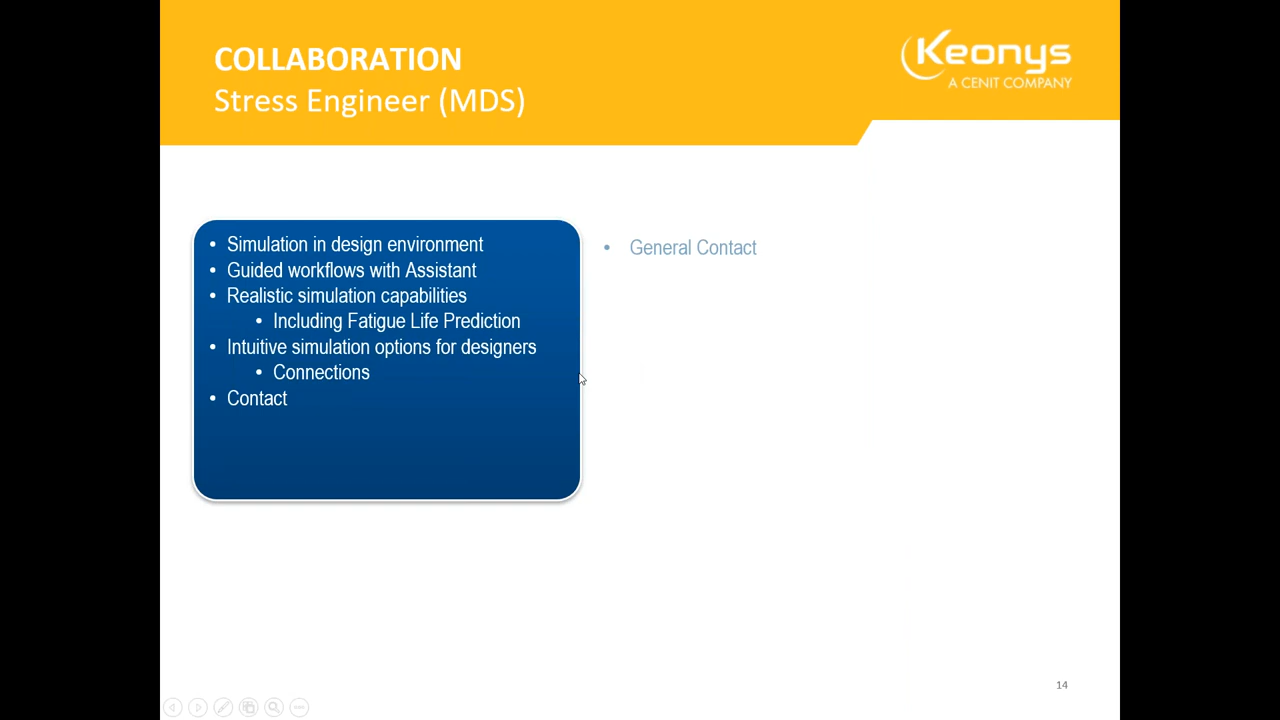 COLLABORATION
Stress Engineer (MDS)
Keonys
A CENIT COMPANY
• Simulation in design environment
• Guided workflows with Assistant
• Realistic simulation capabilities
• Including Fatigue Life Prediction
• Intuitive simulation options for designers
• Connections
• Contact
• General Contact
14